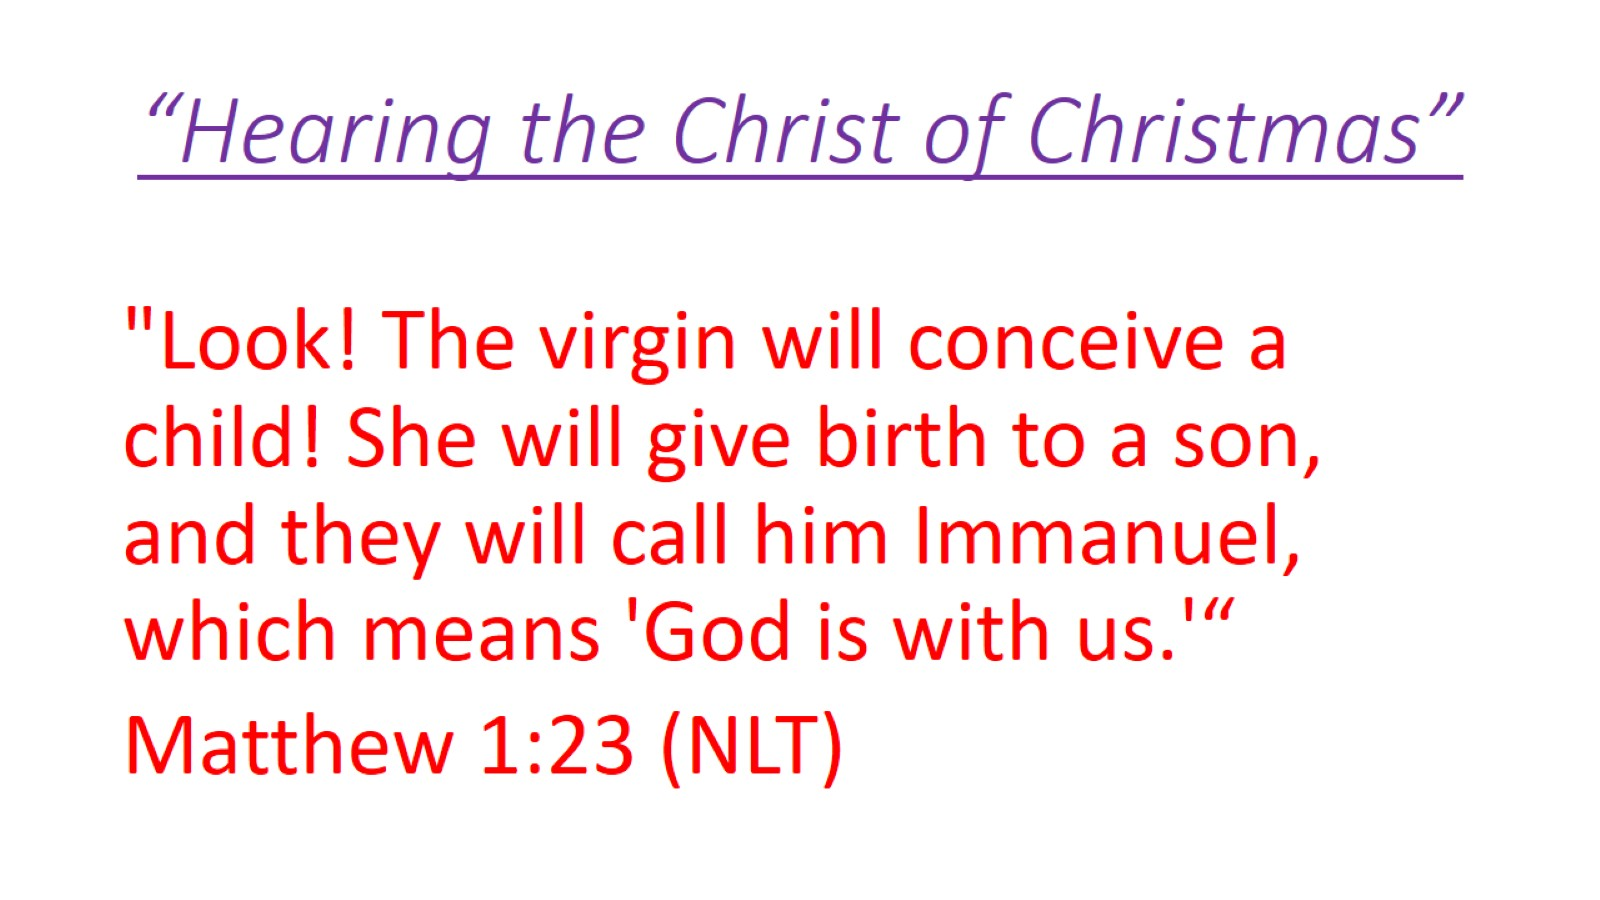 “Hearing the Christ of Christmas”
"Look! The virgin will conceive a
child! She will give birth to a son,
and they will call him Immanuel,
which means 'God is with us.'“
Matthew 1:23 (NLT)